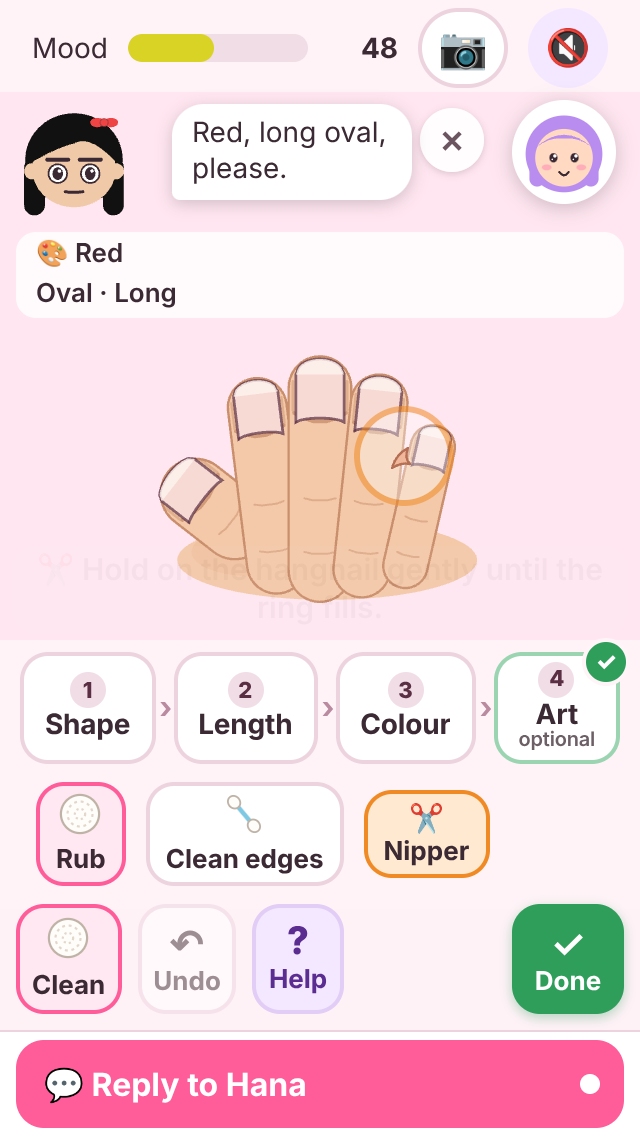 Mood
48
Red, long oval,
please.
Red
Oval · Long
Hold on the hangnail gently until the
ring fills.
1
Shape
2
Length
3
Colour
4
Art
optional
Rub
Clean edges
Nipper
Clean
Undo
? Help
Done
Reply to Hana